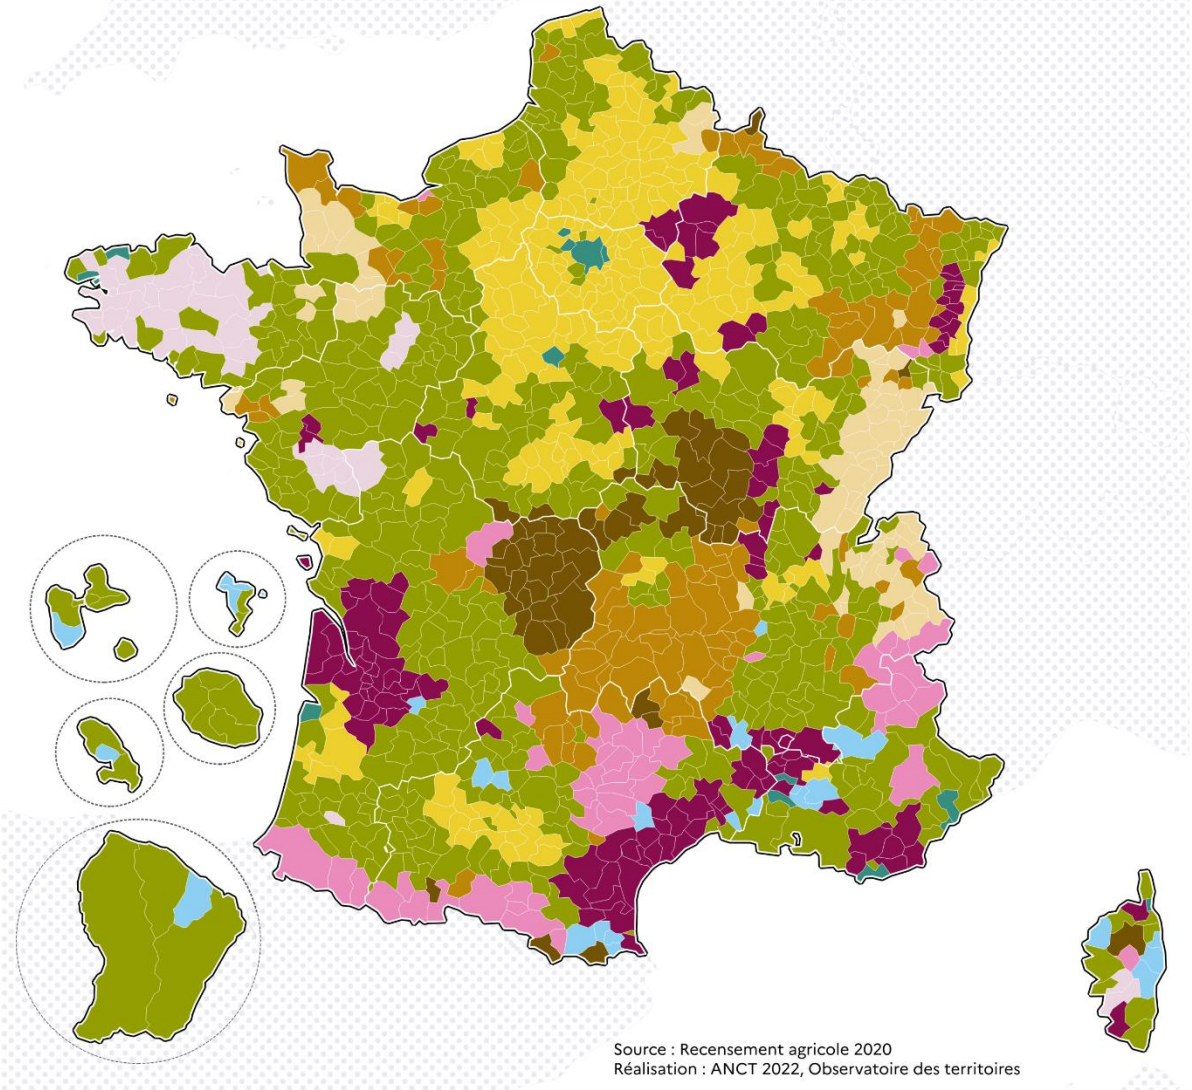 Source : Recensement agricole 2020
Réalisation : ANCT 2022, Observatoire des territoires